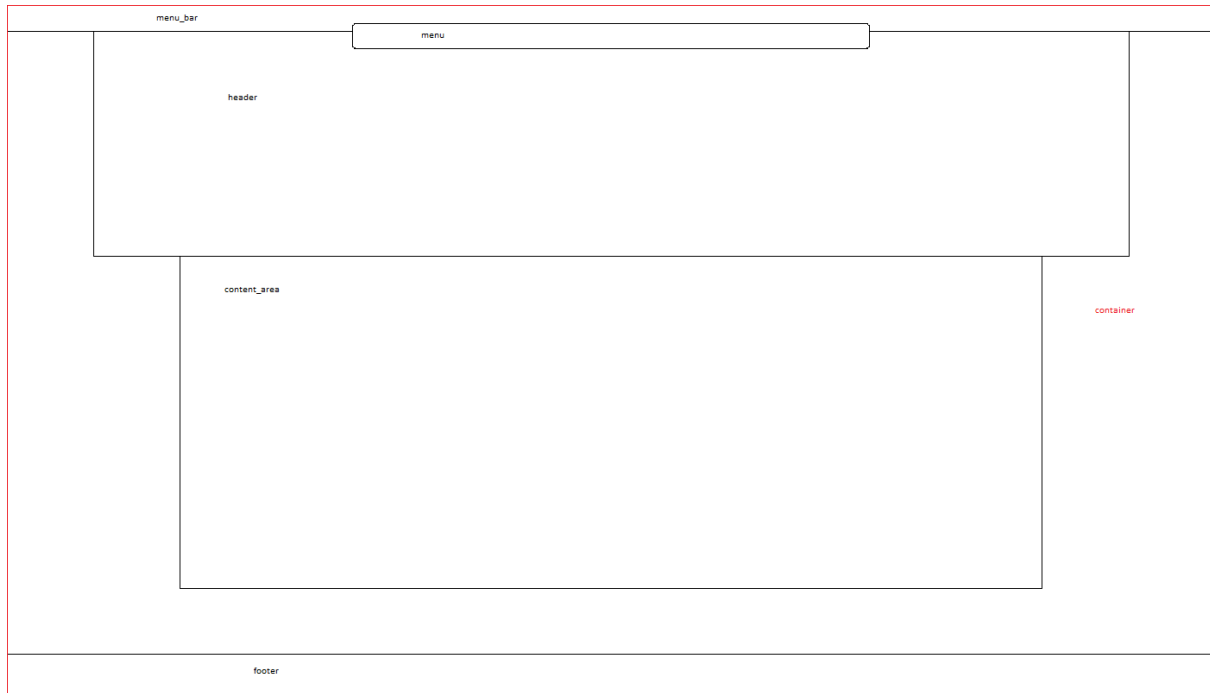 menu_bar
menu
header
content_area
container
footer